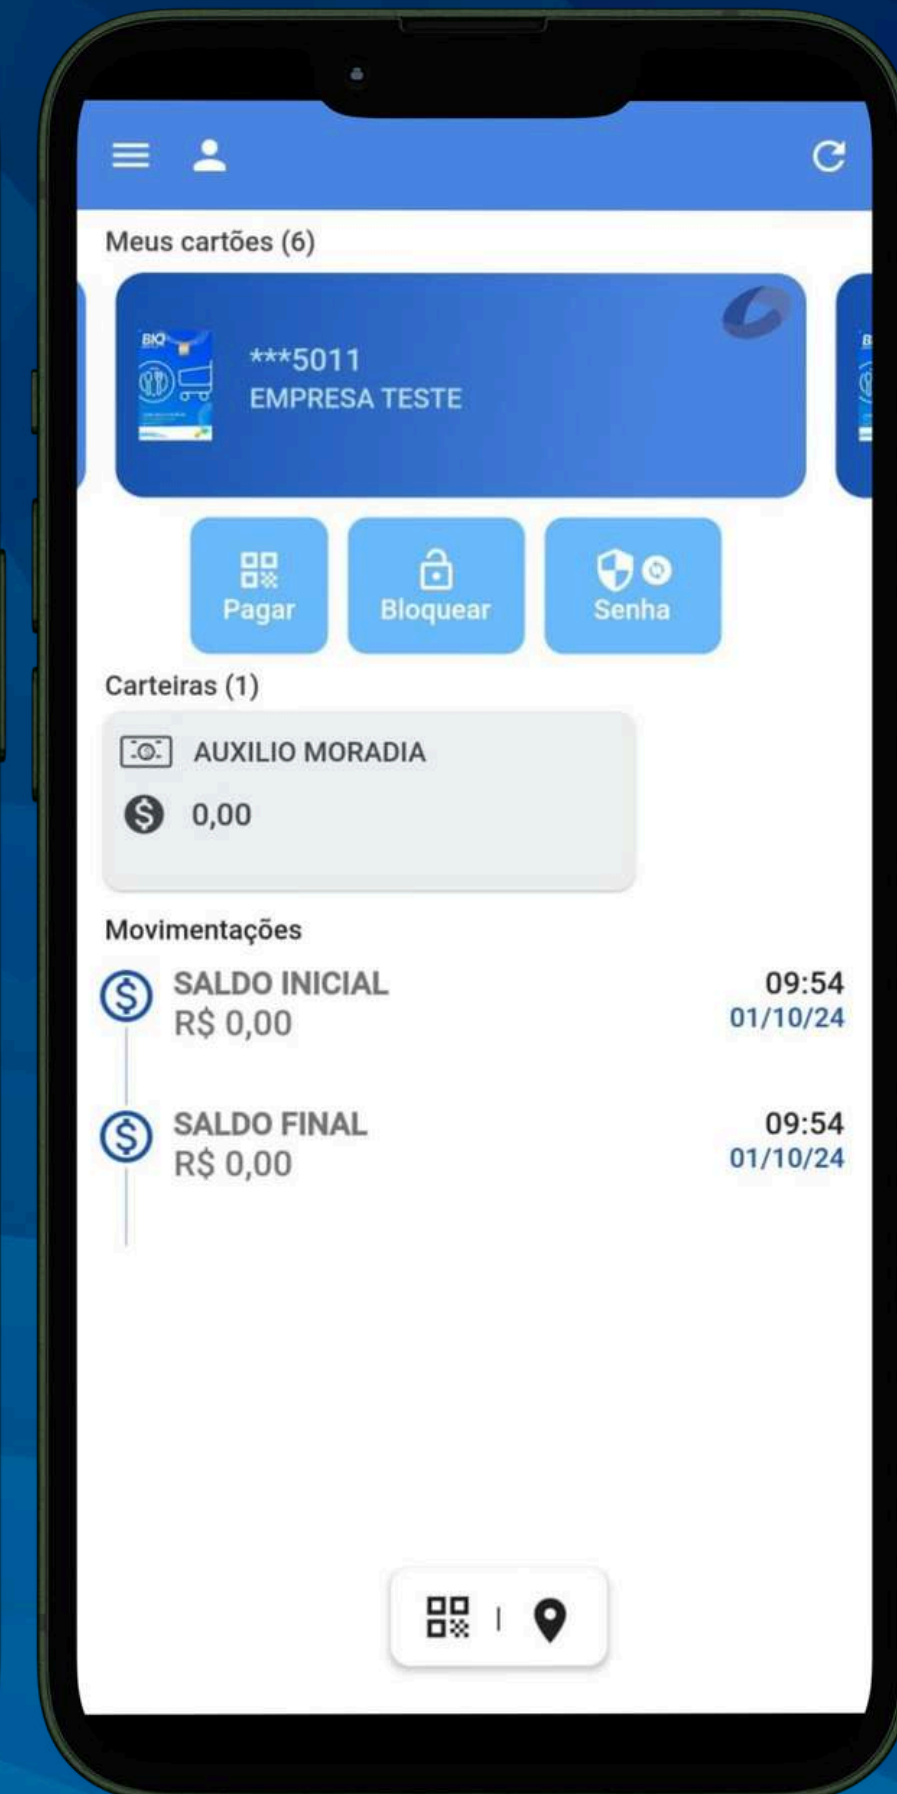 Meus cartões (6)
BIQ
***5011
EMPRESA TESTE
Pagar
Bloquear
Senha
Carteiras (1)
AUXILIO MORADIA
0,00
Movimentações
SALDO INICIAL
09:54
R$ 0,00
01/10/24
SALDO FINAL
09:54
R$ 0,00
01/10/24